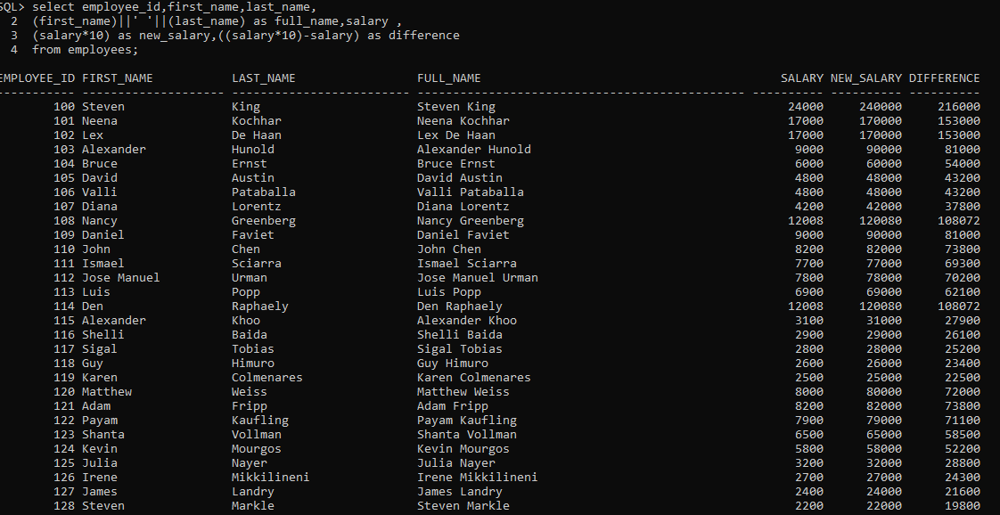 SQL> select employee_id,first_name,last_name,
2 (first_name)||' '||(last_name) as full_name,salary ,
3 (salary*10) as new_salary,((salary*10)-salary) as difference
4 from employees;
EMPLOYEE_ID FIRST_NAME LAST_NAME FULL_NAME SALARY NEW_SALARY DIFFERENCE
----------- -------------------- ------------------------- ---------------------------------------------- ---------- ---------- ----------
100 Steven King Steven King 24000 240000 216000
101 Neena Kochhar Neena Kochhar 17000 170000 153000
102 Lex De Haan Lex De Haan 17000 170000 153000
103 Alexander Hunold Alexander Hunold 9000 90000 81000
104 Bruce Ernst Bruce Ernst 6000 60000 54000
105 David Austin David Austin 4800 48000 43200
106 Valli Pataballa Valli Pataballa 4800 48000 43200
107 Diana Lorentz Diana Lorentz 4200 42000 37800
108 Nancy Greenberg Nancy Greenberg 12008 120080 108072
109 Daniel Faviet Daniel Faviet 9000 90000 81000
110 John Chen John Chen 8200 82000 73800
111 Ismael Sciarra Ismael Sciarra 7700 77000 69300
112 Jose Manuel Urman Jose Manuel Urman 7800 78000 70200
113 Luis Popp Luis Popp 6900 69000 62100
114 Den Raphaely Den Raphaely 12008 120080 108072
115 Alexander Khoo Alexander Khoo 3100 31000 27900
116 Shelli Baida Shelli Baida 2900 29000 26100
117 Sigal Tobias Sigal Tobias 2800 28000 25200
118 Guy Himuro Guy Himuro 2600 26000 23400
119 Karen Colmenares Karen Colmenares 2500 25000 22500
120 Matthew Weiss Matthew Weiss 8000 80000 72000
121 Adam Fripp Adam Fripp 8200 82000 73800
122 Payam Kaufling Payam Kaufling 7900 79000 71100
123 Shanta Vollman Shanta Vollman 6500 65000 58500
124 Kevin Mourgos Kevin Mourgos 5800 58000 52200
125 Julia Nayer Julia Nayer 3200 32000 28800
126 Irene Mikkilineni Irene Mikkilineni 2700 27000 24300
127 James Landry James Landry 2400 24000 21600
128 Steven Markle Steven Markle 2200 22000 19800